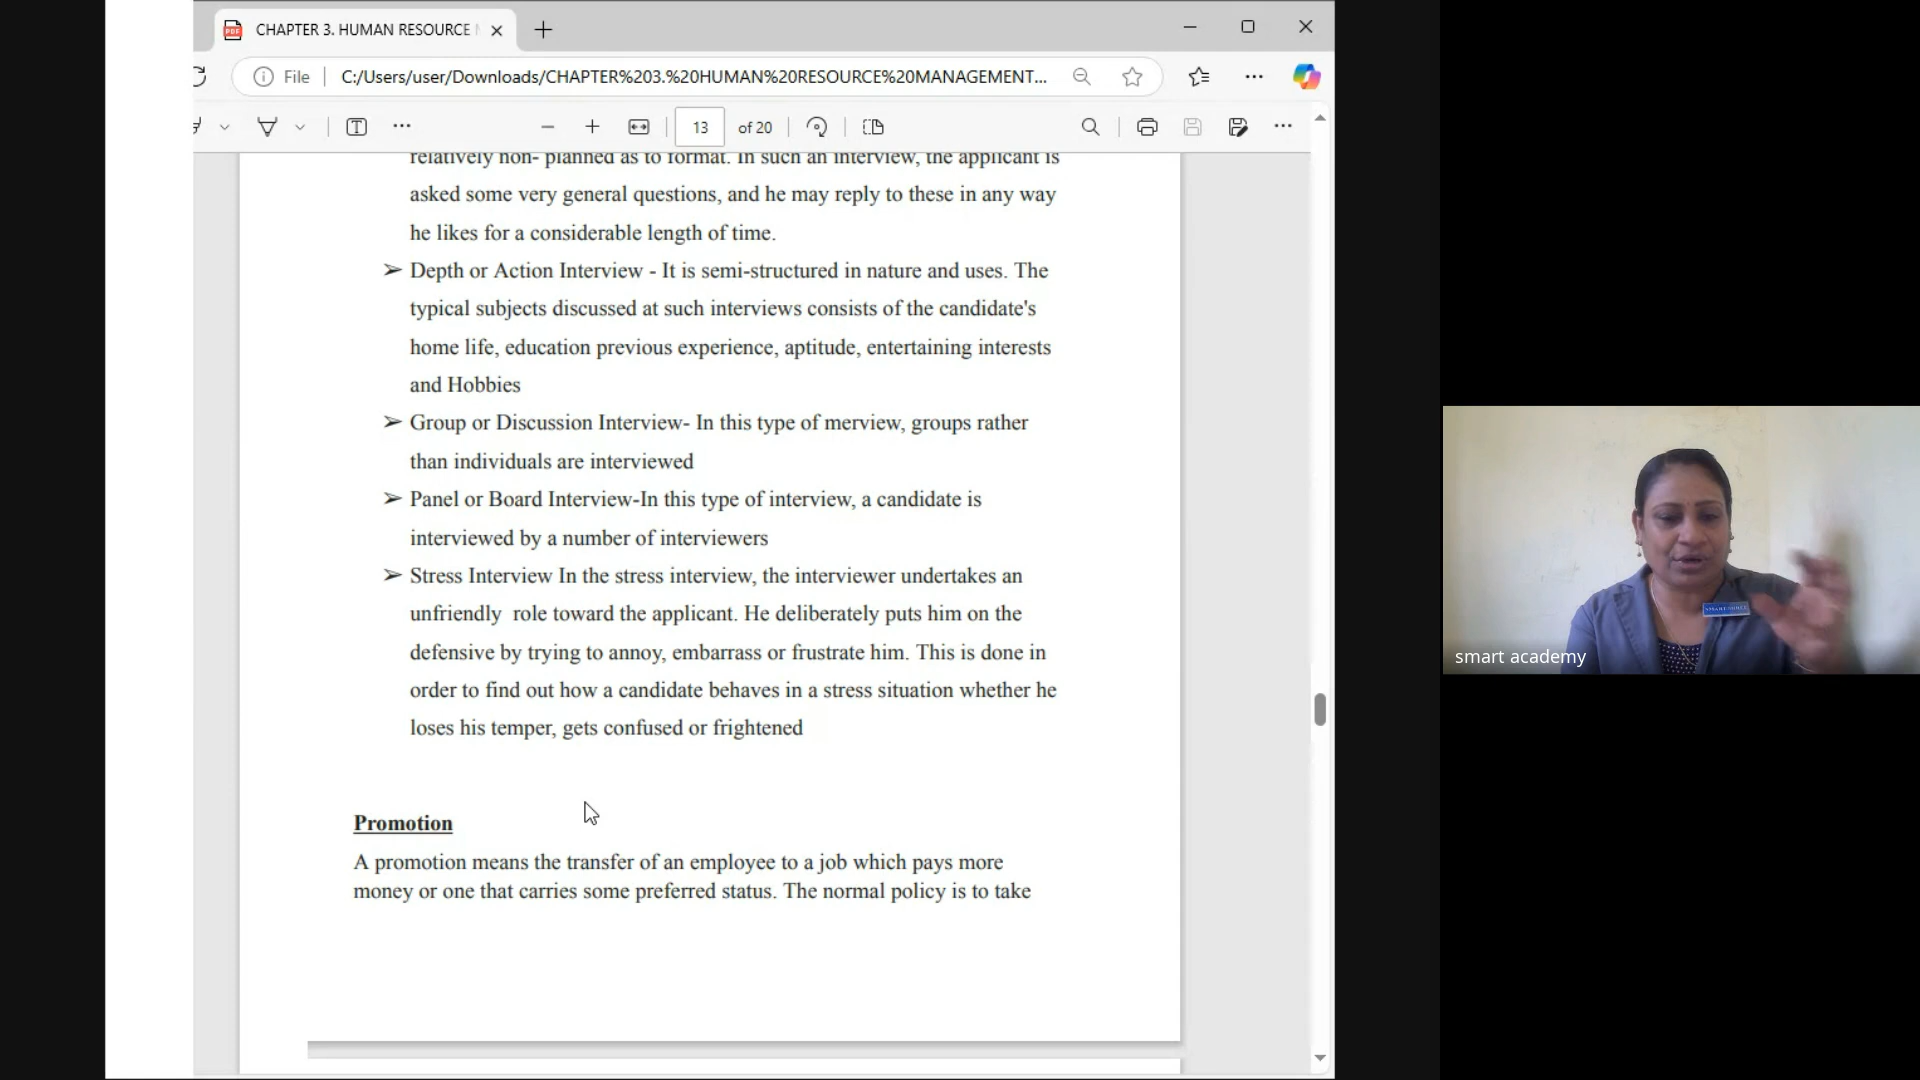 CHAPTER 3. HUMAN RESOURCE
File
C:/Users/user/Downloads/CHAPTER%203.%20HUMAN%20RESOURCE%20MANAGEMENT...
13 of 20
relatively non- planned as to format. In such an interview, the applicant is
asked some very general questions, and he may reply to these in any way
he likes for a considerable length of time.
➢ Depth or Action Interview - It is semi-structured in nature and uses. The
typical subjects discussed at such interviews consists of the candidate's
home life, education previous experience, aptitude, entertaining interests
and Hobbies
➢ Group or Discussion Interview- In this type of merview, groups rather
than individuals are interviewed
➢ Panel or Board Interview-In this type of interview, a candidate is
interviewed by a number of interviewers
➢ Stress Interview In the stress interview, the interviewer undertakes an
unfriendly role toward the applicant. He deliberately puts him on the
defensive by trying to annoy, embarrass or frustrate him. This is done in
order to find out how a candidate behaves in a stress situation whether he
loses his temper, gets confused or frightened
Promotion
A promotion means the transfer of an employee to a job which pays more
money or one that carries some preferred status. The normal policy is to take
smart academy